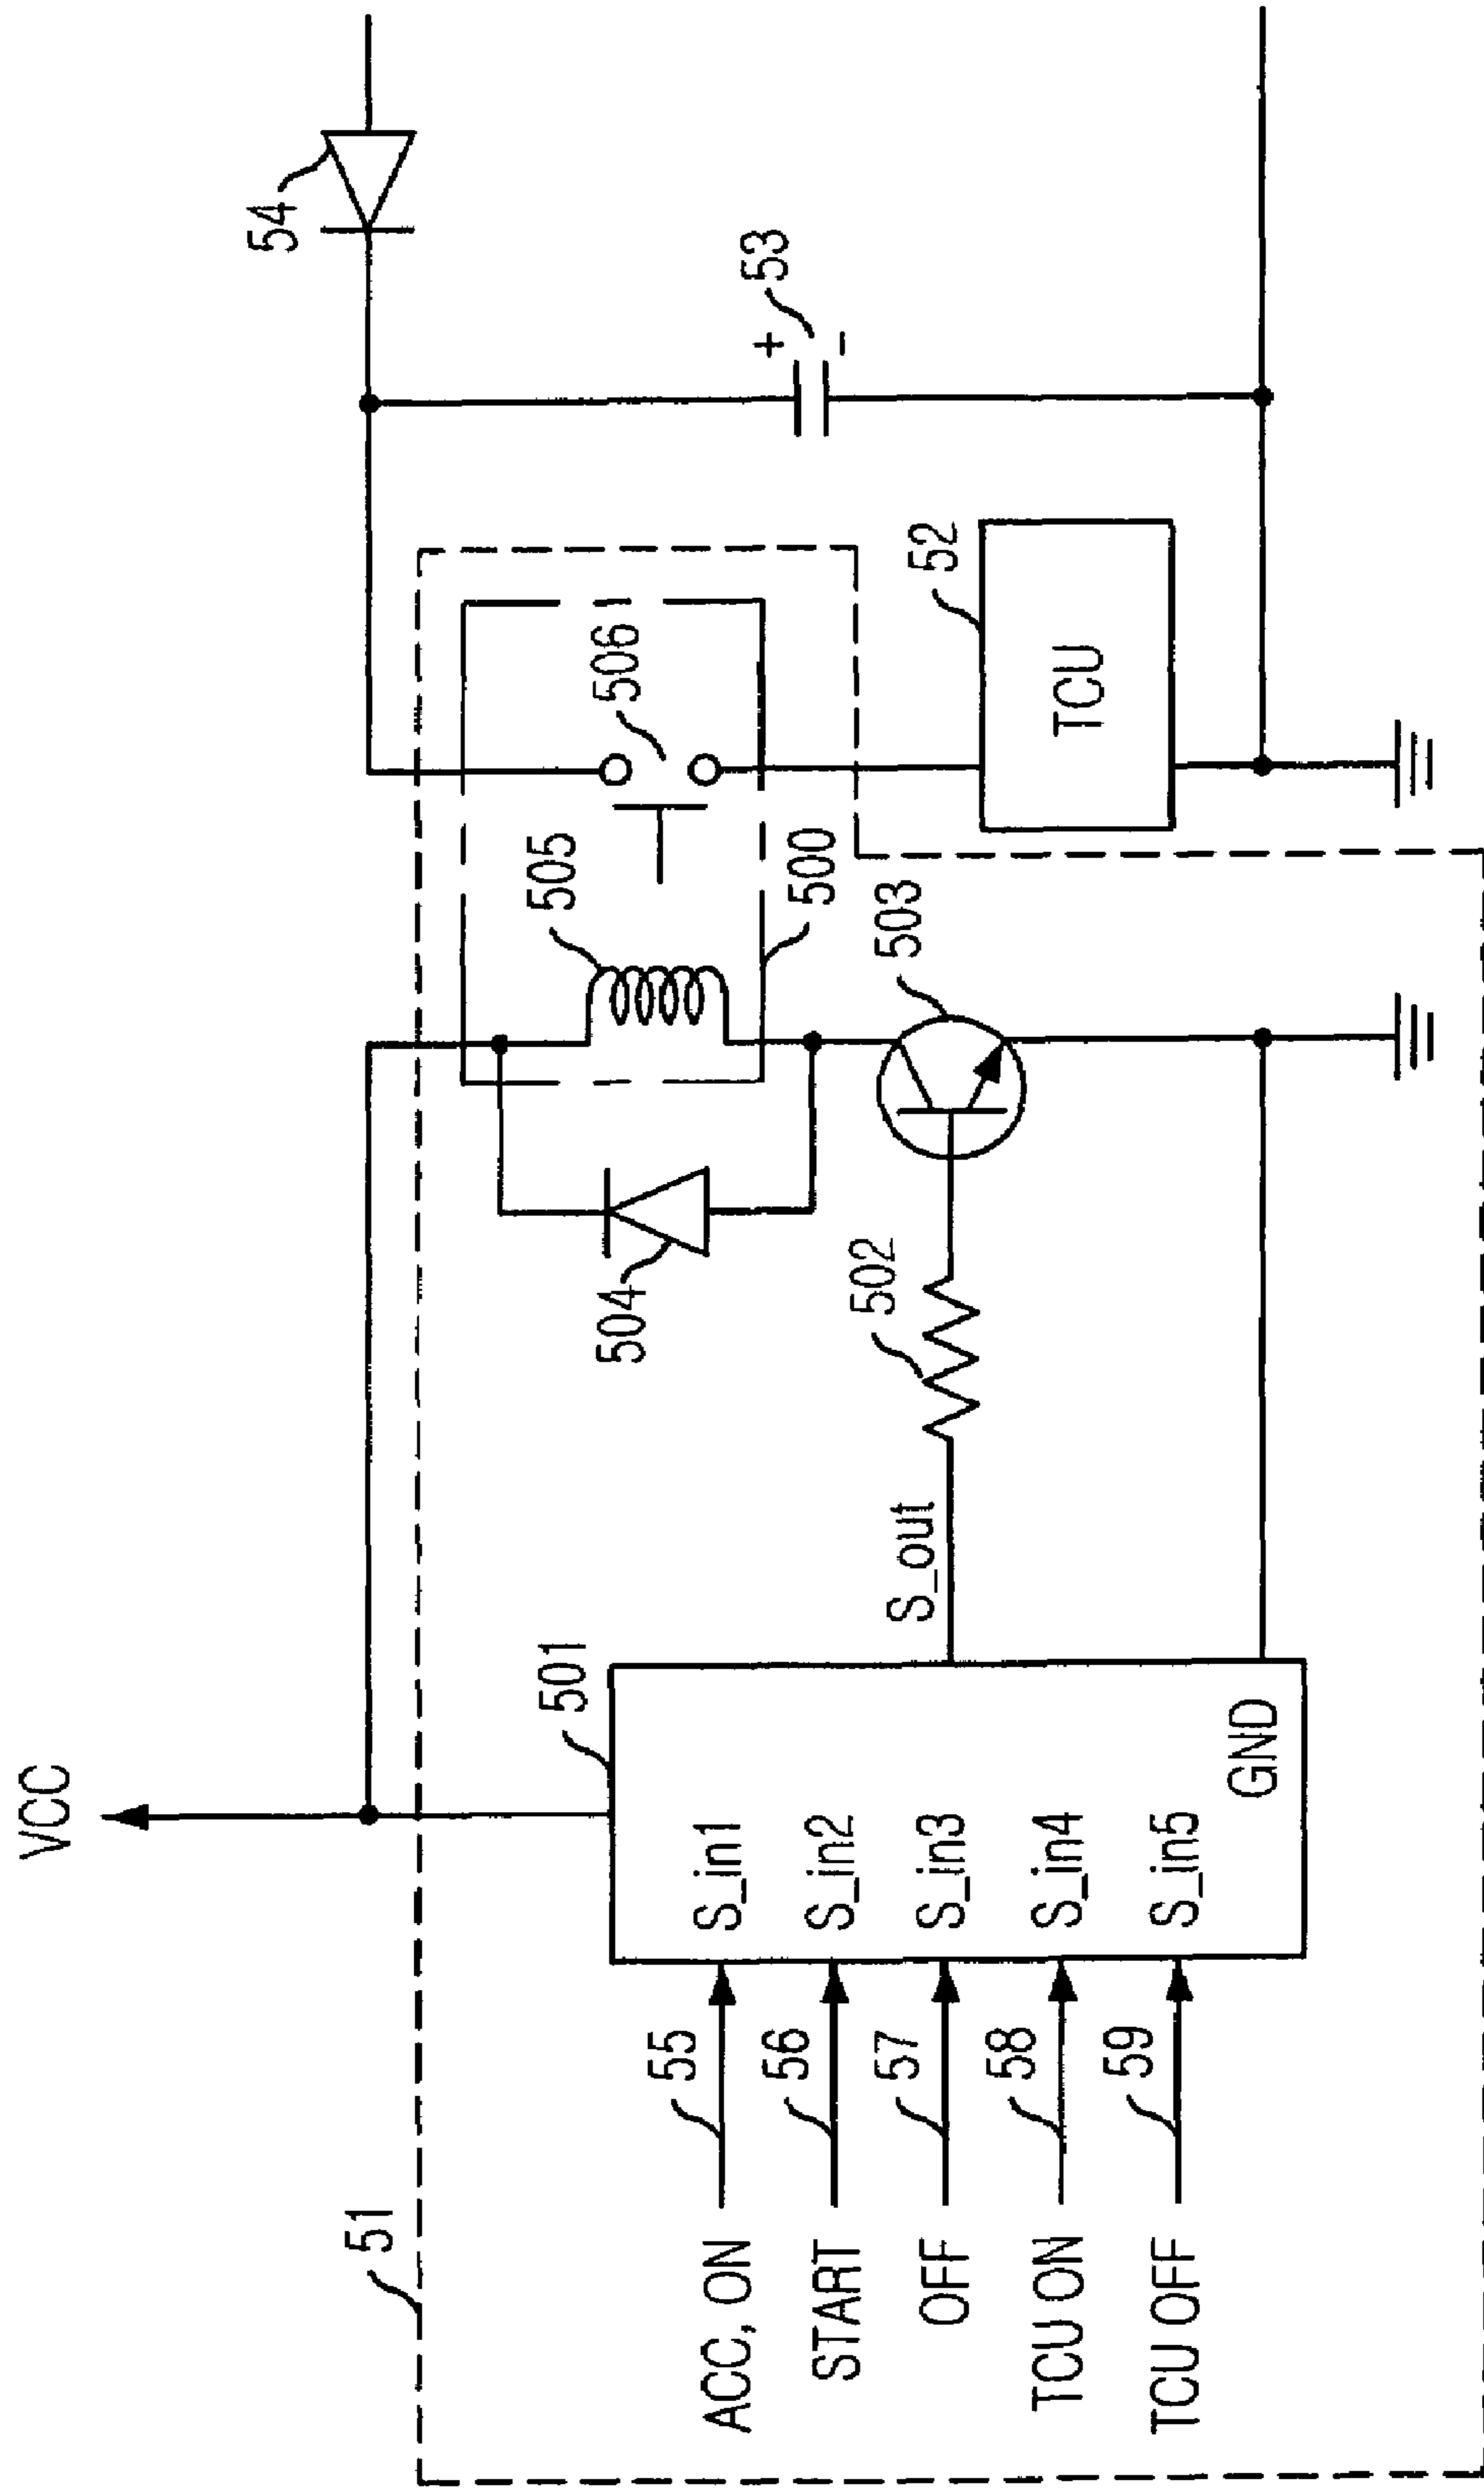 VCC
51
54
53
52
TCU
506
505
500
503
504
502
S_out
501
S_in1
S_in2
S_in3
S_in4
S_in5
GND
55
56
57
58
59
ACC, ON
START
OFF
TCU ON
TCU OFF
+
-